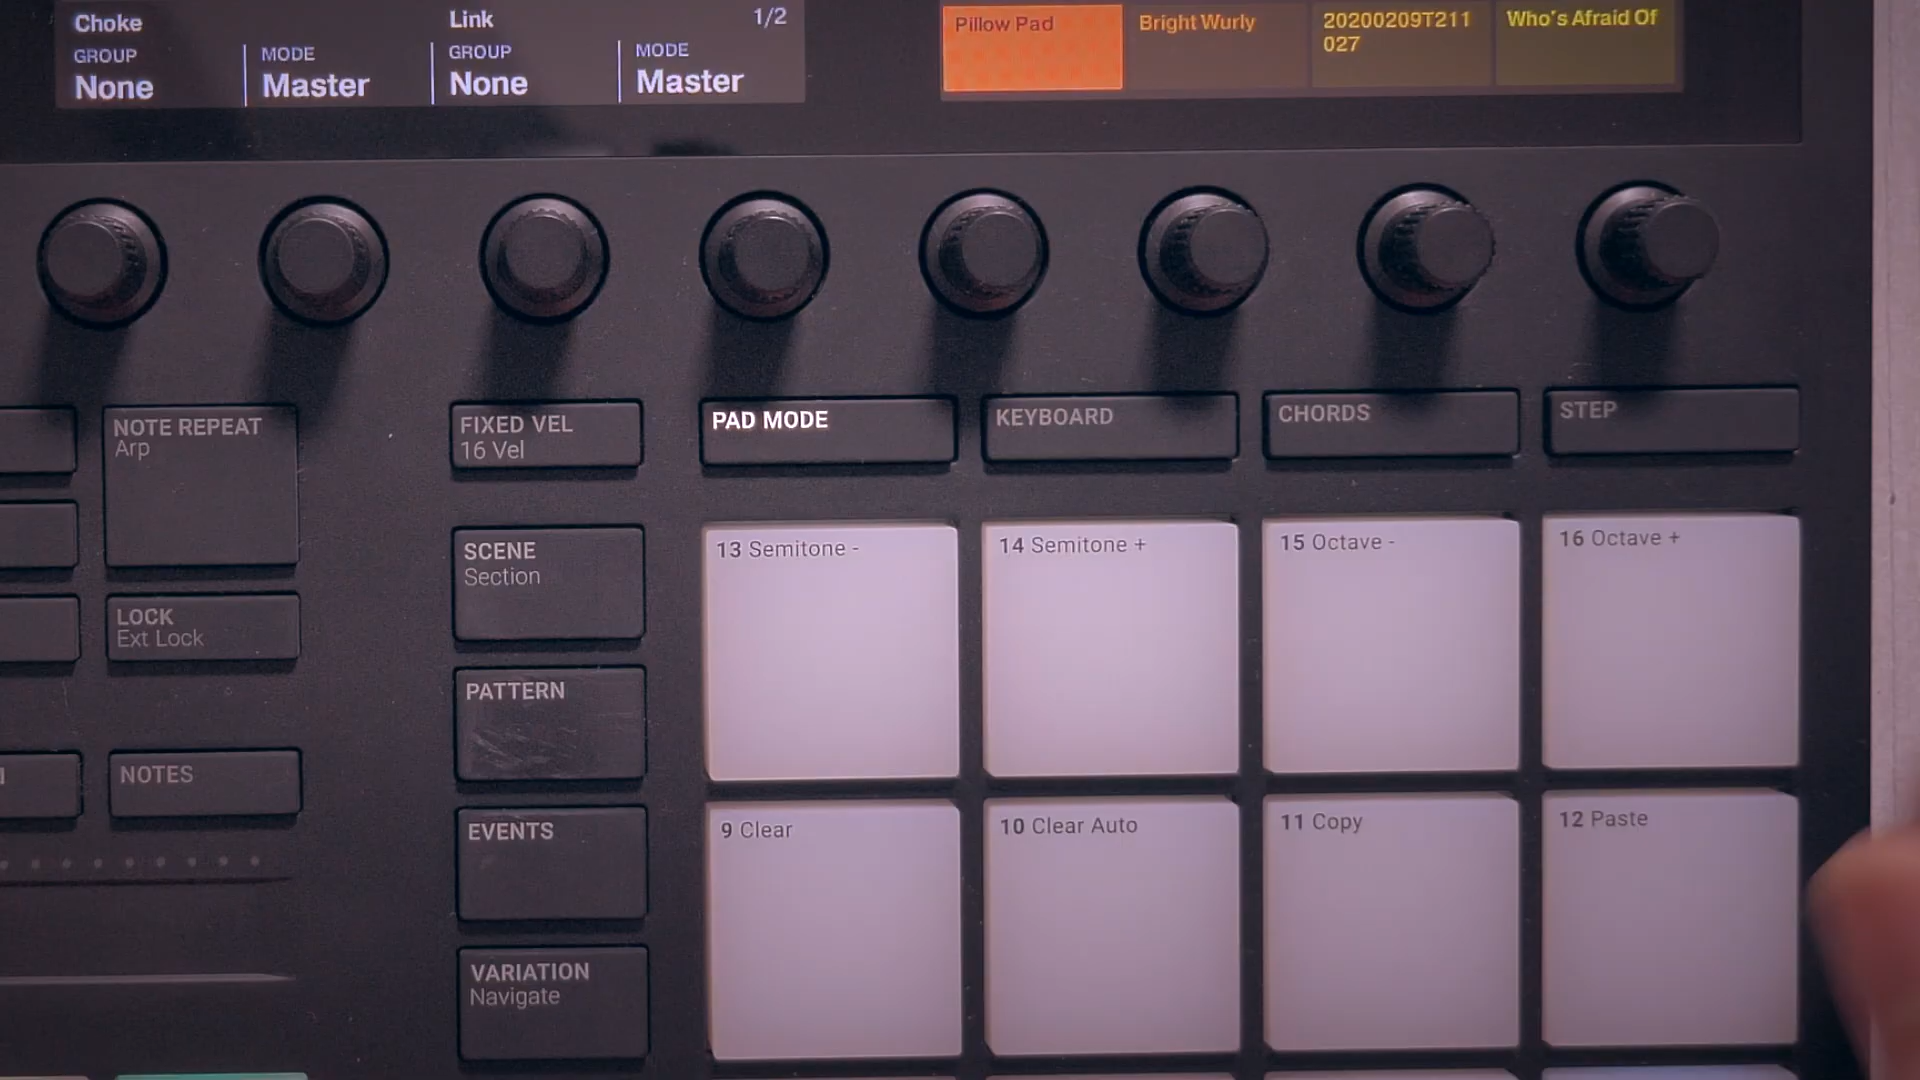 Choke
Link
1/2
GROUP
MODE
GROUP
MODE
None
Master
None
Master
Pillow Pad
Bright Wurly
20200209T211
027
Who's Afraid Of
NOTE REPEAT
Arp
FIXED VEL
16 Vel
PAD MODE
KEYBOARD
CHORDS
STEP
SCENE
Section
13 Semitone -
14 Semitone +
15 Octave -
16 Octave +
LOCK
Ext Lock
PATTERN
NOTES
EVENTS
9 Clear
10 Clear Auto
11 Copy
12 Paste
VARIATION
Navigate